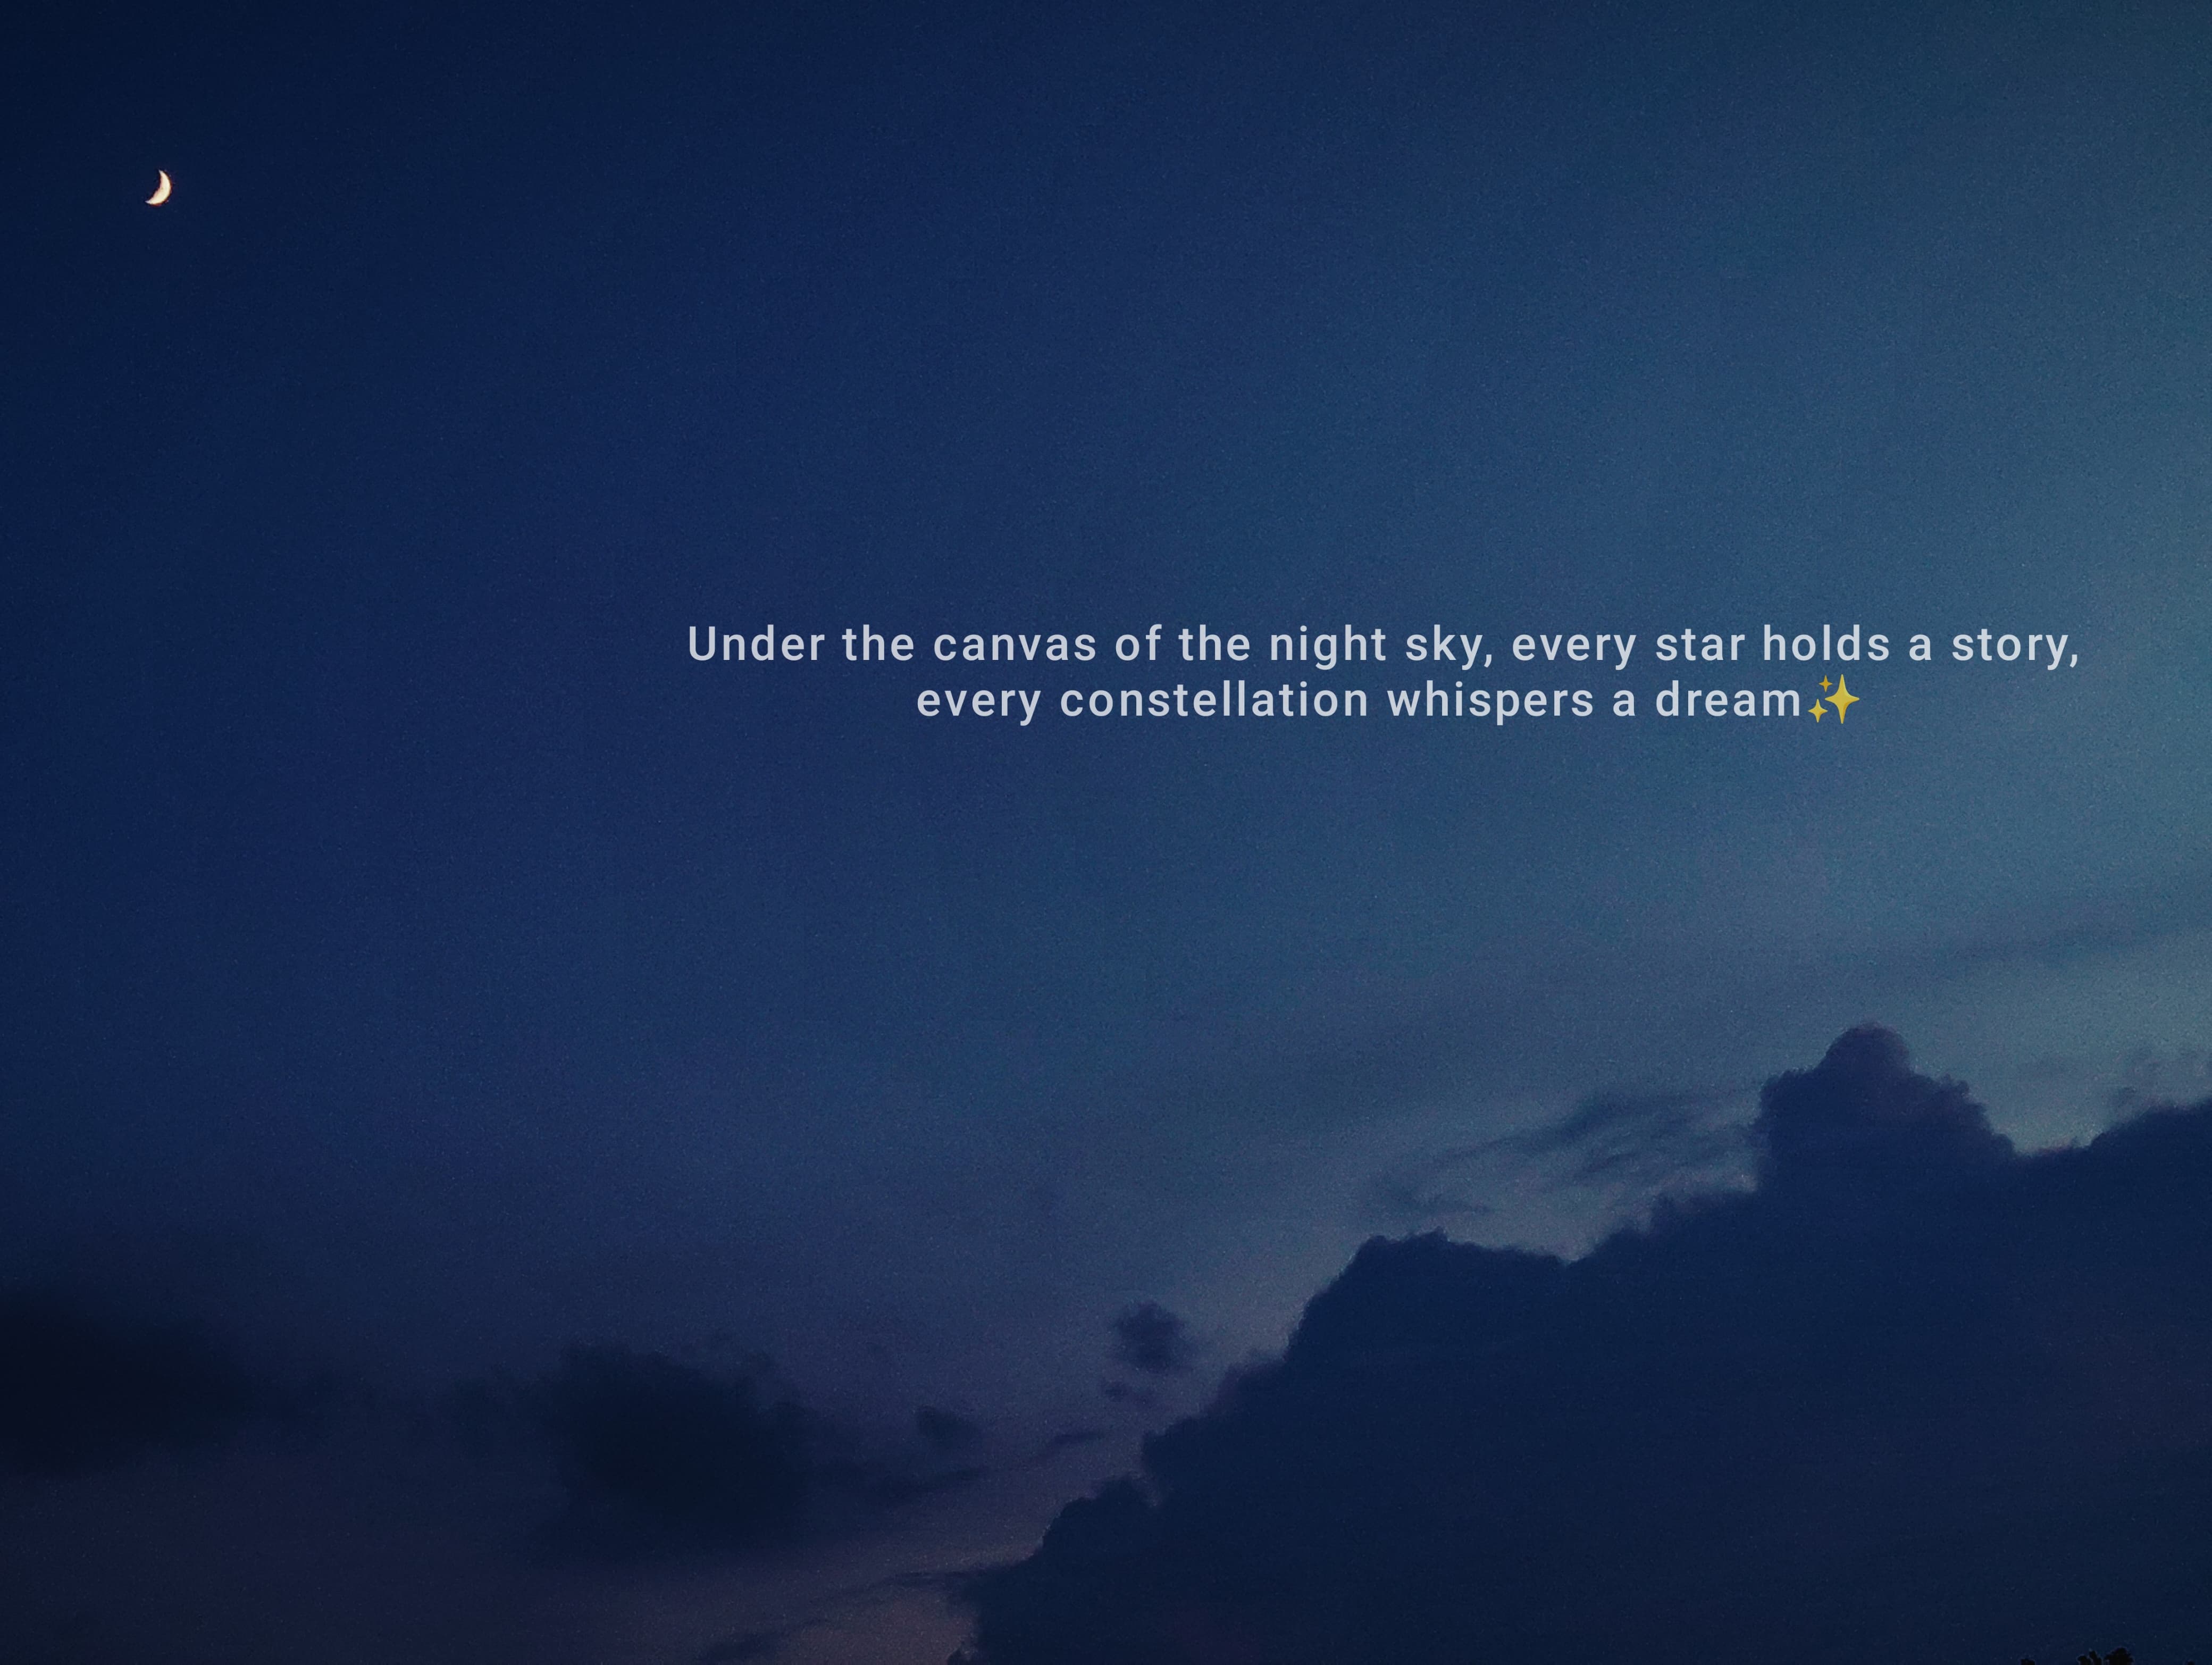 Under the canvas of the night sky, every star holds a story,
every constellation whispers a dream✨